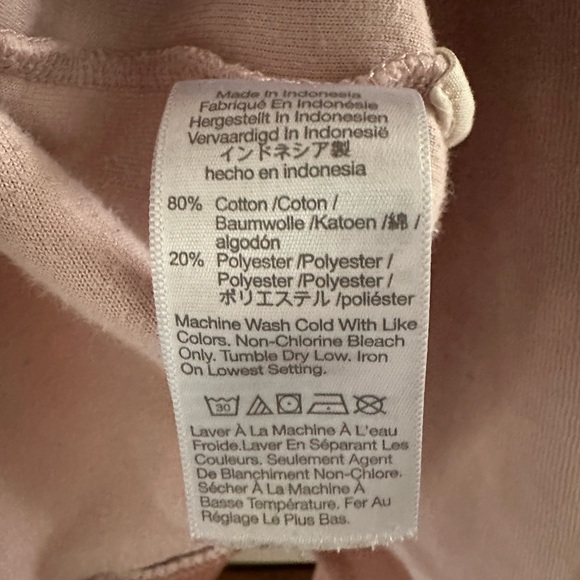 Made In Indonesia
Fabriqué En Indonésie
Hergestellt In Indonesien
Vervaardigd In Indonesië
インドネシア製
hecho en indonesia
80% Cotton /Coton /
Baumwolle /Katoen /綿 /
algodón
20% Polyester /Polyester /
Polyester /Polyester /
ポリエステル /poliéster
Machine Wash Cold With Like
Colors. Non-Chlorine Bleach
Only. Tumble Dry Low. Iron
On Lowest Setting.
30
Laver À La Machine À L'eau
Froide.Laver En Séparant Les
Couleurs. Seulement Agent
De Blanchiment Non-Chlore.
Sécher À La Machine À
Basse Température. Fer Au
Réglage Le Plus Bas.